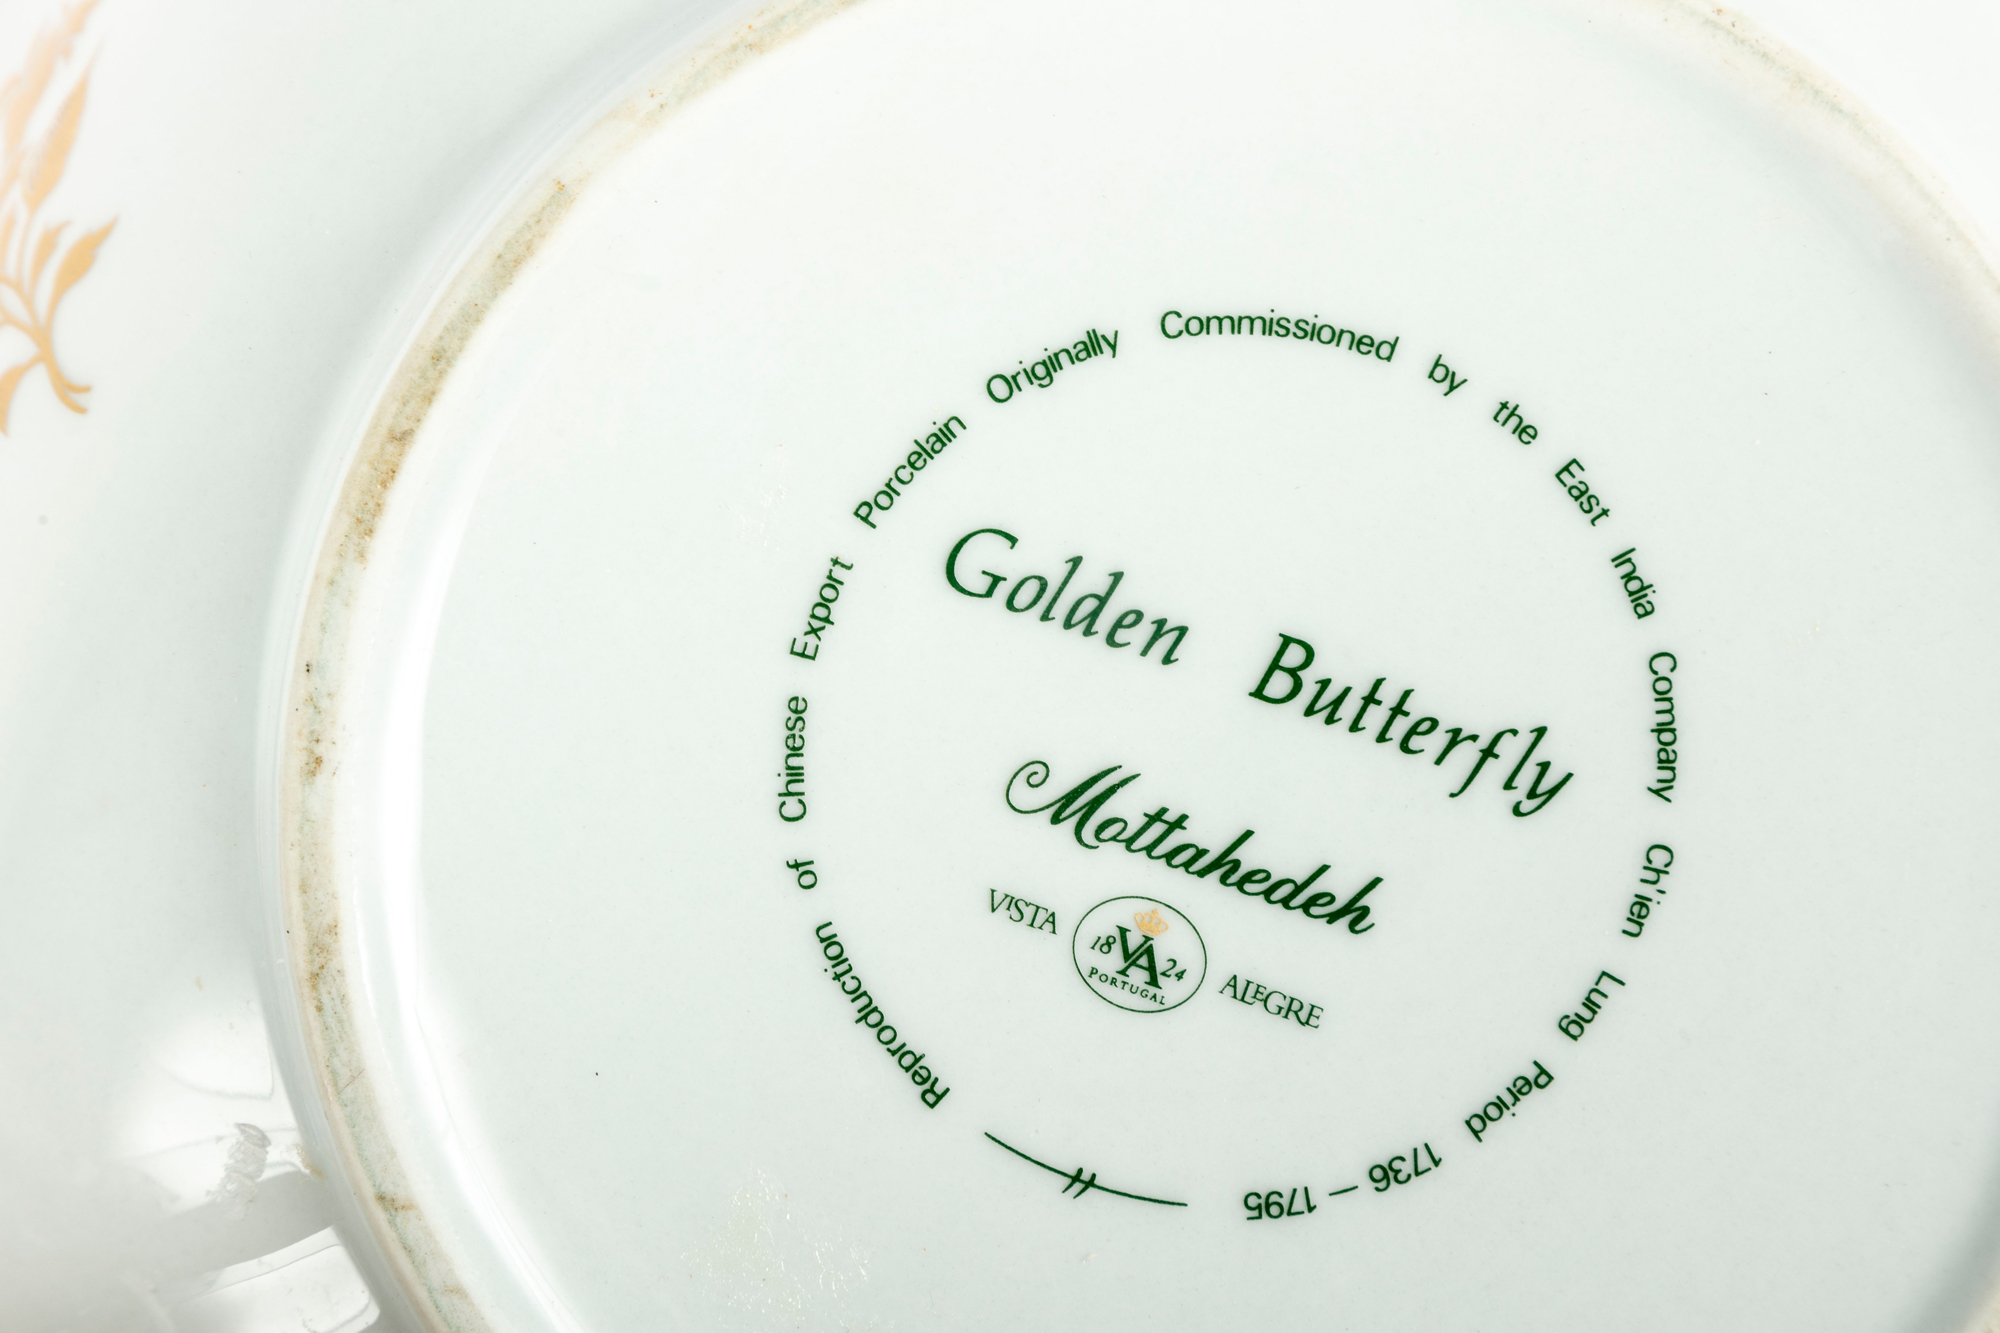 Reproduction of Chinese Export Porcelain Originally Commissioned by the East India Company Ch'ien Lung Period 1736 – 1795
Golden Butterfly
Mottahedeh
VISTA ALEGRE
18 VA 24
PORTUGAL